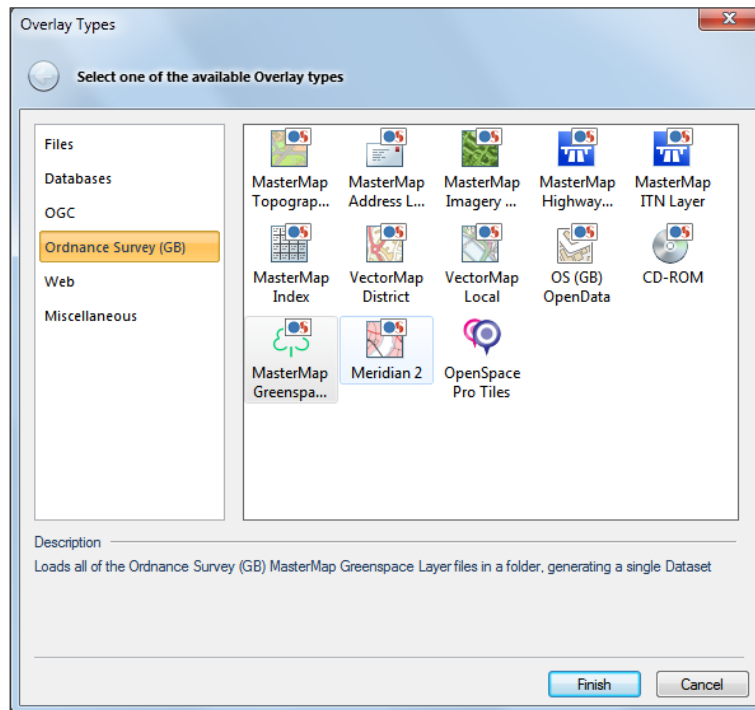 Overlay Types
Select one of the available Overlay types
Files
Databases
OGC
Ordnance Survey (GB)
Web
Miscellaneous
MasterMap Topograp...
MasterMap Address L...
MasterMap Imagery ...
MasterMap Highway...
MasterMap ITN Layer
MasterMap Index
VectorMap District
VectorMap Local
OS (GB) OpenData
CD-ROM
MasterMap Greenspa...
Meridian 2
OpenSpace Pro Tiles
Description
Loads all of the Ordnance Survey (GB) MasterMap Greenspace Layer files in a folder, generating a single Dataset
Finish
Cancel